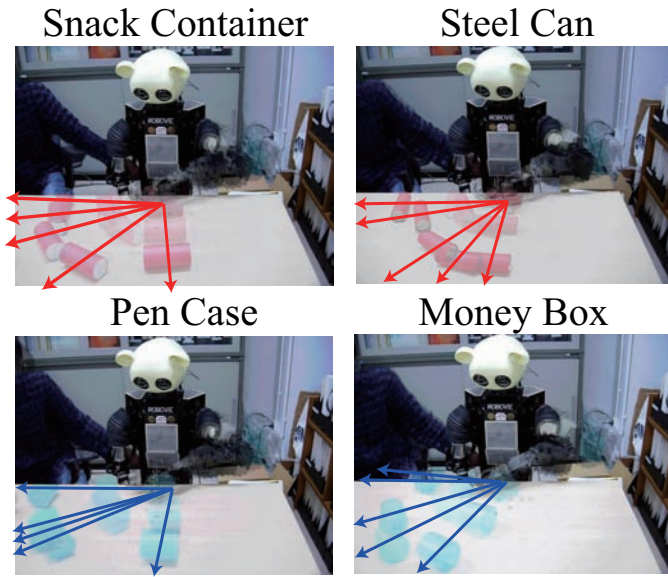 Snack Container
Steel Can
ROBOVIE
ROBOVIE
Pen Case
Money Box
ROBOVIE
ROBOVIE